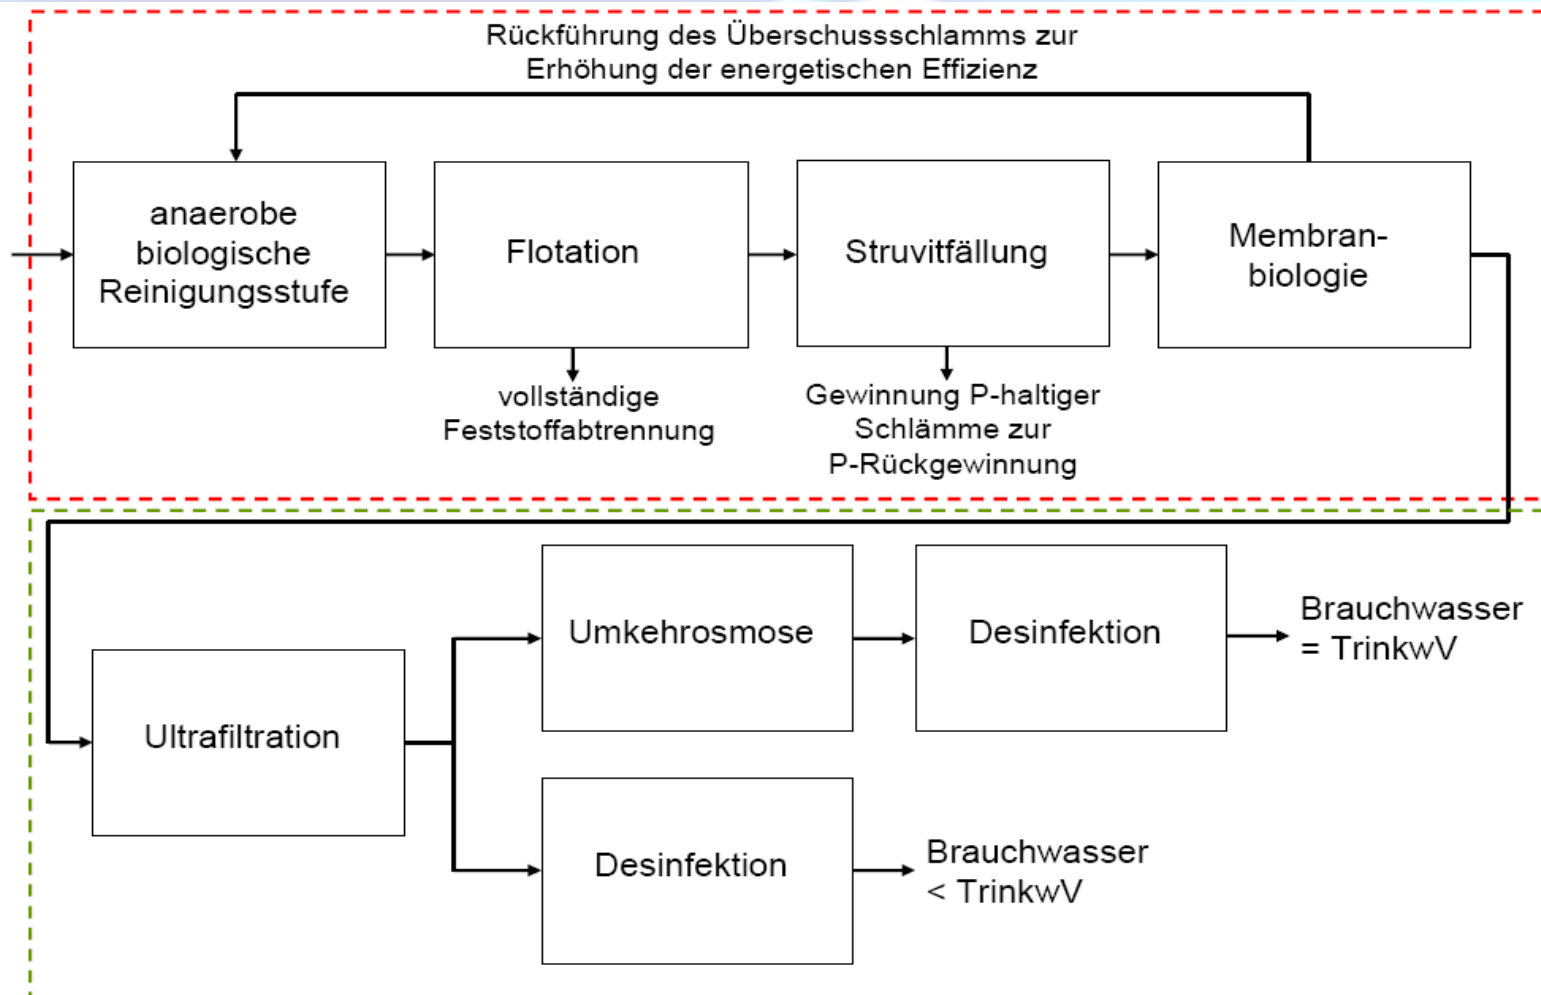 Rückführung des Überschussschlamms zur
Erhöhung der energetischen Effizienz
anaerobe
biologische
Reinigungsstufe
Flotation
Struvitfällung
Membran-
biologie
vollständige
Feststoffabtrennung
Gewinnung P-haltiger
Schlämme zur
P-Rückgewinnung
Ultrafiltration
Umkehrosmose
Desinfektion
Brauchwasser
= TrinkwV
Desinfektion
Brauchwasser
< TrinkwV